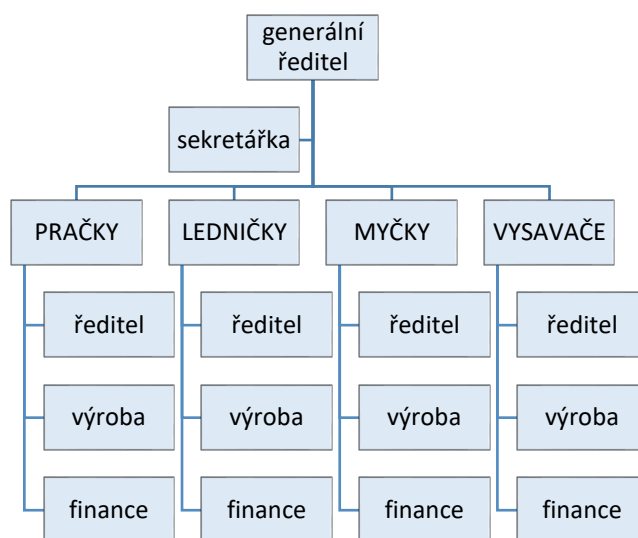 generální
ředitel
sekretářka
PRAČKY
LEDNIČKY
MYČKY
VYSAVAČE
ředitel
ředitel
ředitel
ředitel
výroba
výroba
výroba
výroba
finance
finance
finance
finance